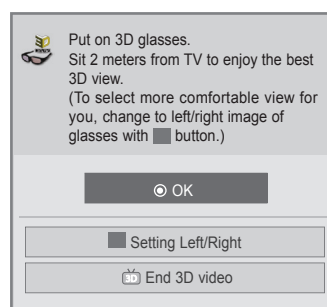 Put on 3D glasses.
Sit 2 meters from TV to enjoy the best
3D view.
(To select more comfortable view for
you, change to left/right image of
glasses with button.)
OK
Setting Left/Right
3D End 3D video